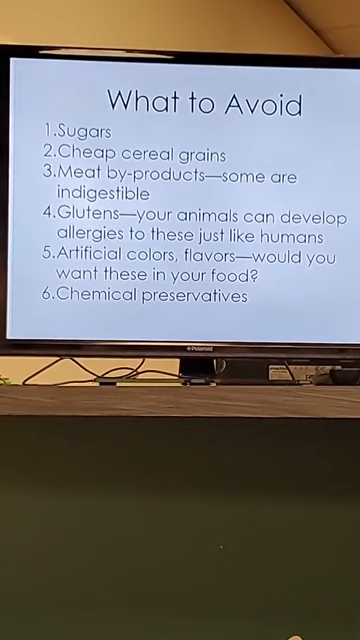 What to Avoid
1.Sugars
2.Cheap cereal grains
3.Meat by-products—some are
indigestible
4.Glutens—your animals can develop
allergies to these just like humans
5.Artificial colors, flavors—would you
want these in your food?
6.Chemical preservatives
Polaroid